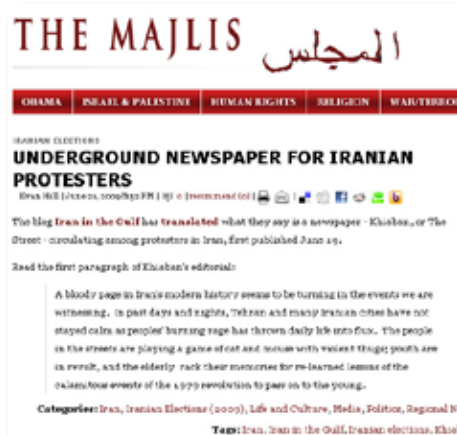 THE MAJLIS
المجلس
OBAMA ISRAEL & PALESTINE HUMAN RIGHTS RELIGION WAR/TERROR
IRANIAN ELECTIONS
UNDERGROUND NEWSPAPER FOR IRANIAN
PROTESTERS
Evan Hill | June
The blog Iran in the Gulf has translated what they say is a newspaper - Khiaban, or The
Street - circulating among protesters in Iran, first published June 19.
Read the first paragraph of Khiaban's editorial:
A bloody page in Iran's modern history seems to be turning in the events we are
witnessing. In past days and nights, Tehran and many Iranian cities have not
stayed calm as peoples' burning rage has thrown daily life into flux. The people
in the streets are playing a game of cat and mouse with violent thugs; youth are
in revolt, and the elderly rack their memories for re-learned lessons of the
calamitous events of the 1979 revolution to pass on to the young.
Categories: Iran, Iranian Elections (2009), Life and Culture, Media, Politics, Regional N
Tags: Iran, Iran in the Gulf, Iranian elections, Khia